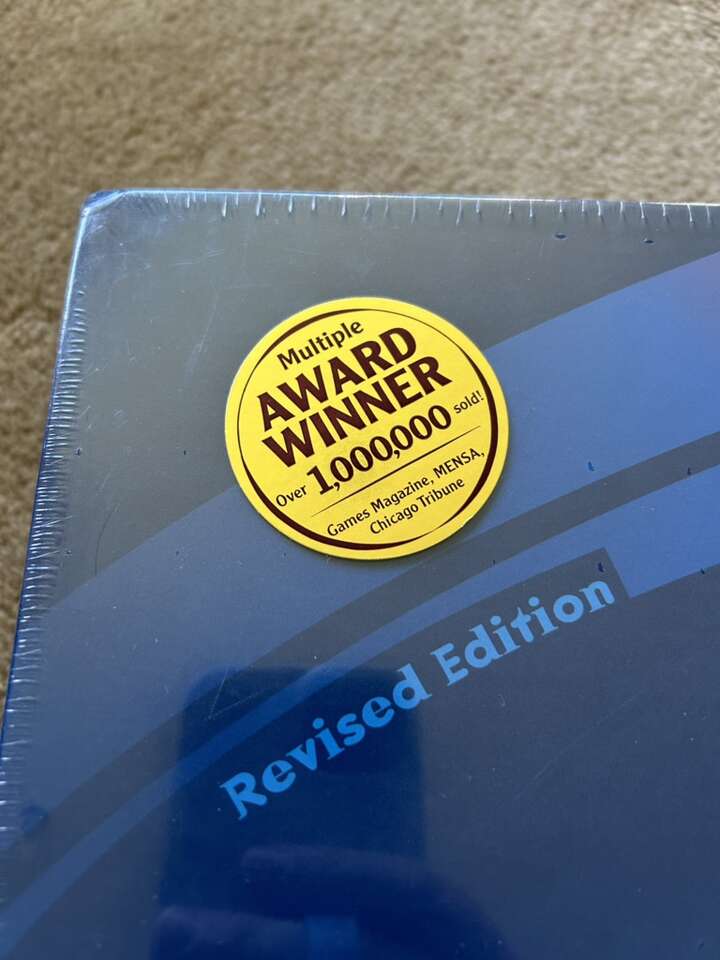 Multiple
AWARD
WINNER
Over 1,000,000 sold!
Games Magazine, MENSA,
Chicago Tribune
Revised Edition